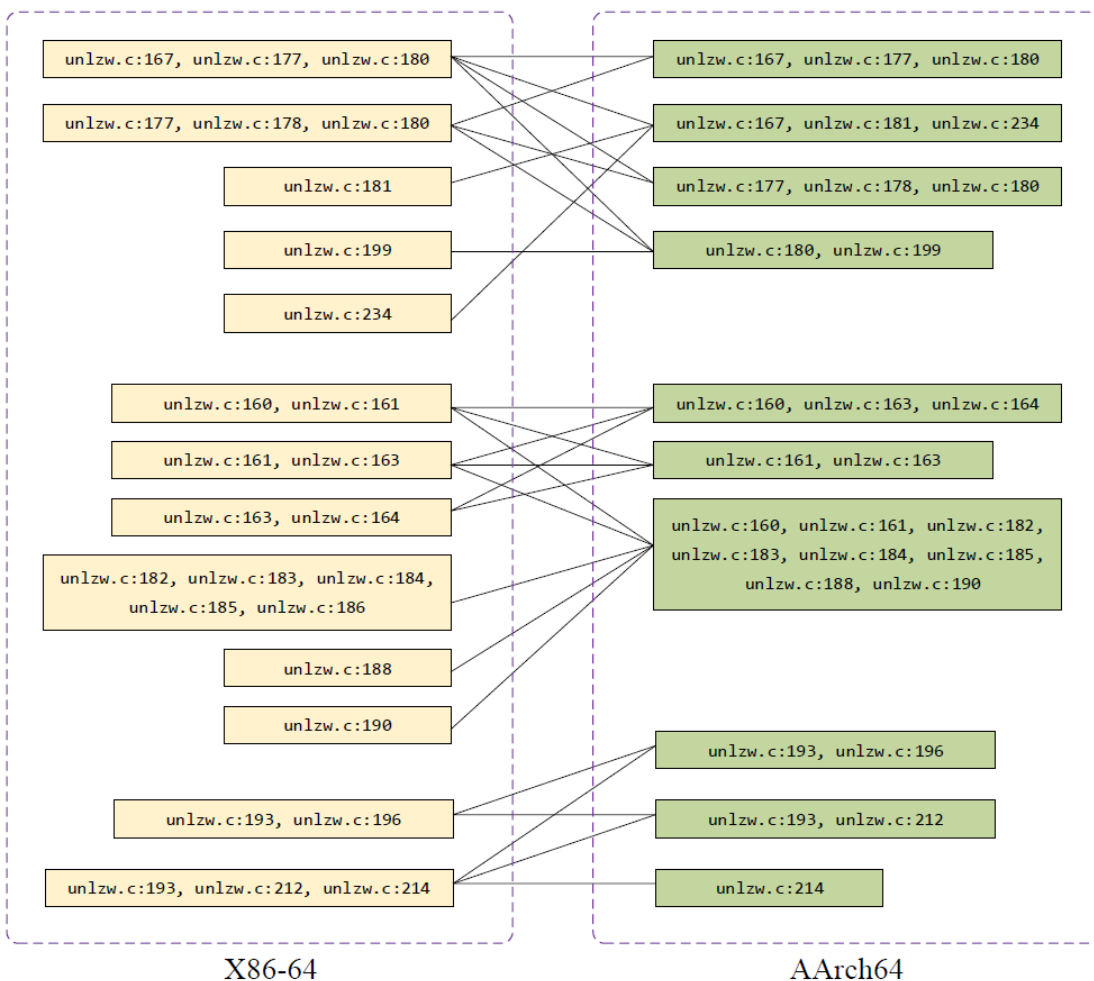 unlzw.c:167, unlzw.c:177, unlzw.c:180
unlzw.c:177, unlzw.c:178, unlzw.c:180
unlzw.c:181
unlzw.c:199
unlzw.c:234
unlzw.c:160, unlzw.c:161
unlzw.c:161, unlzw.c:163
unlzw.c:163, unlzw.c:164
unlzw.c:182, unlzw.c:183, unlzw.c:184,
unlzw.c:185, unlzw.c:186
unlzw.c:188
unlzw.c:190
unlzw.c:193, unlzw.c:196
unlzw.c:193, unlzw.c:212, unlzw.c:214
X86-64
unlzw.c:167, unlzw.c:177, unlzw.c:180
unlzw.c:167, unlzw.c:181, unlzw.c:234
unlzw.c:177, unlzw.c:178, unlzw.c:180
unlzw.c:180, unlzw.c:199
unlzw.c:160, unlzw.c:163, unlzw.c:164
unlzw.c:161, unlzw.c:163
unlzw.c:160, unlzw.c:161, unlzw.c:182,
unlzw.c:183, unlzw.c:184, unlzw.c:185,
unlzw.c:188, unlzw.c:190
unlzw.c:193, unlzw.c:196
unlzw.c:193, unlzw.c:212
unlzw.c:214
AArch64